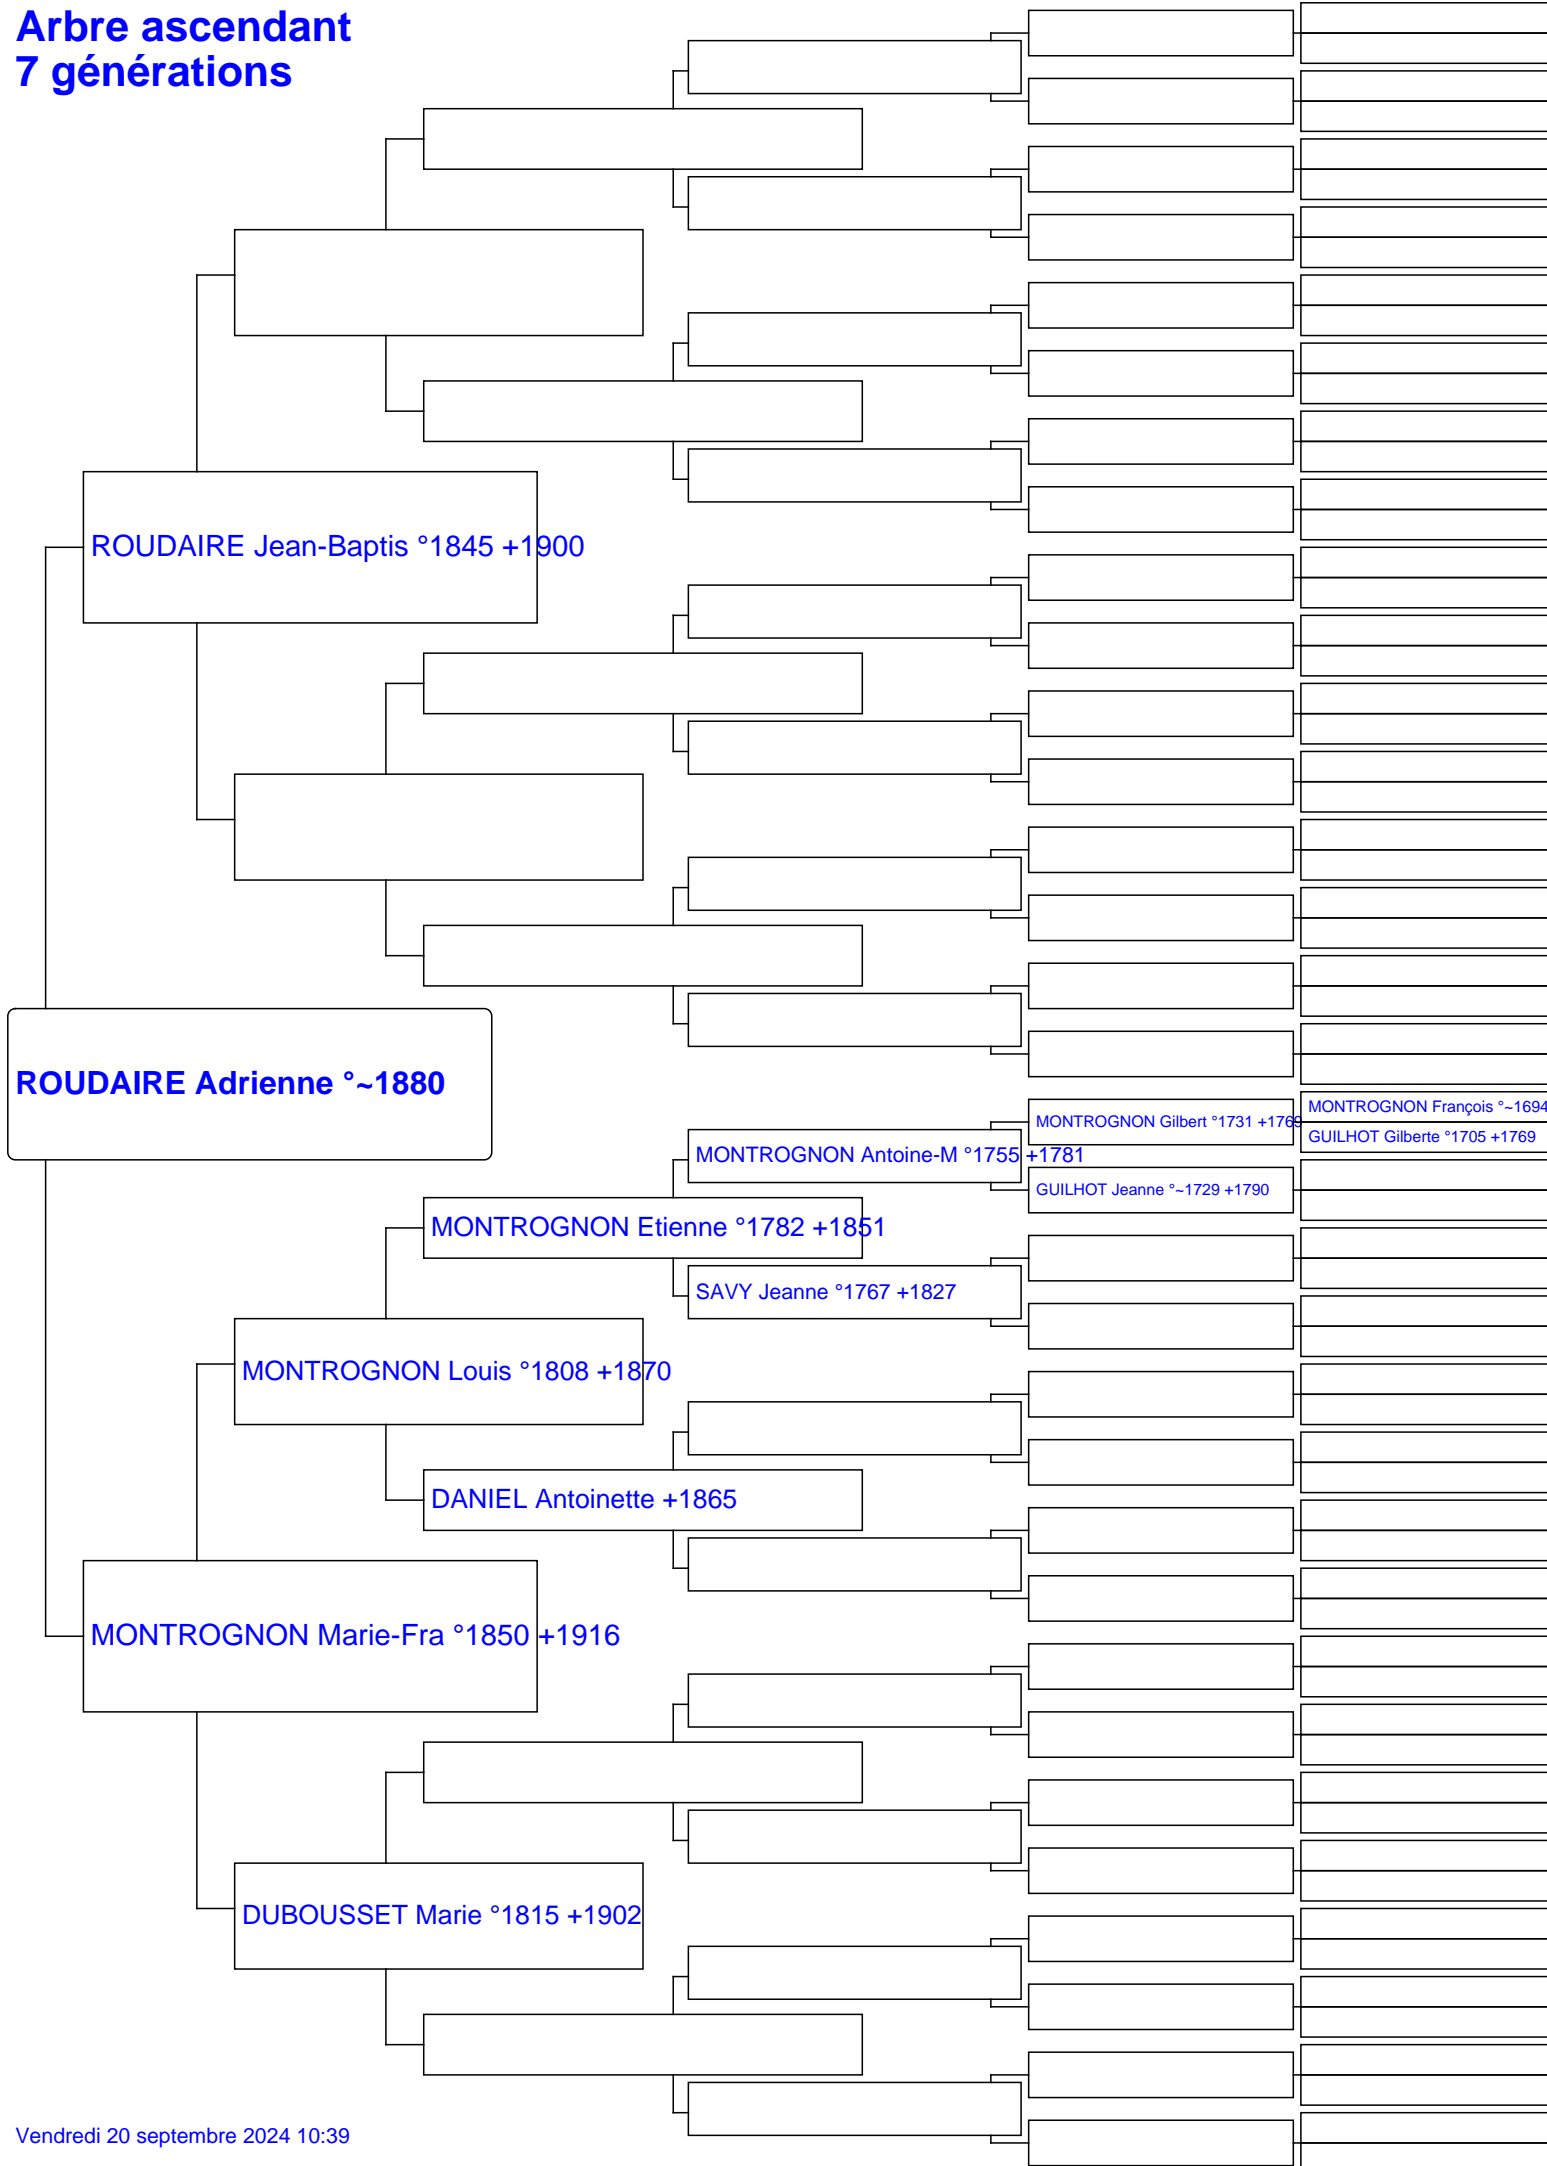 Arbre ascendant
7 générations
ROUDAIRE Jean-Baptis °1845 +1900
ROUDAIRE Adrienne °~1880
MONTROGNON Gilbert °1731 +1769
MONTROGNON François °~1694
GUILHOT Gilberte °1705 +1769
MONTROGNON Antoine-M °1755 +1781
GUILHOT Jeanne °~1729 +1790
MONTROGNON Etienne °1782 +1851
SAVY Jeanne °1767 +1827
MONTROGNON Louis °1808 +1870
DANIEL Antoinette +1865
MONTROGNON Marie-Fra °1850 +1916
DUBOUSSET Marie °1815 +1902
Vendredi 20 septembre 2024 10:39